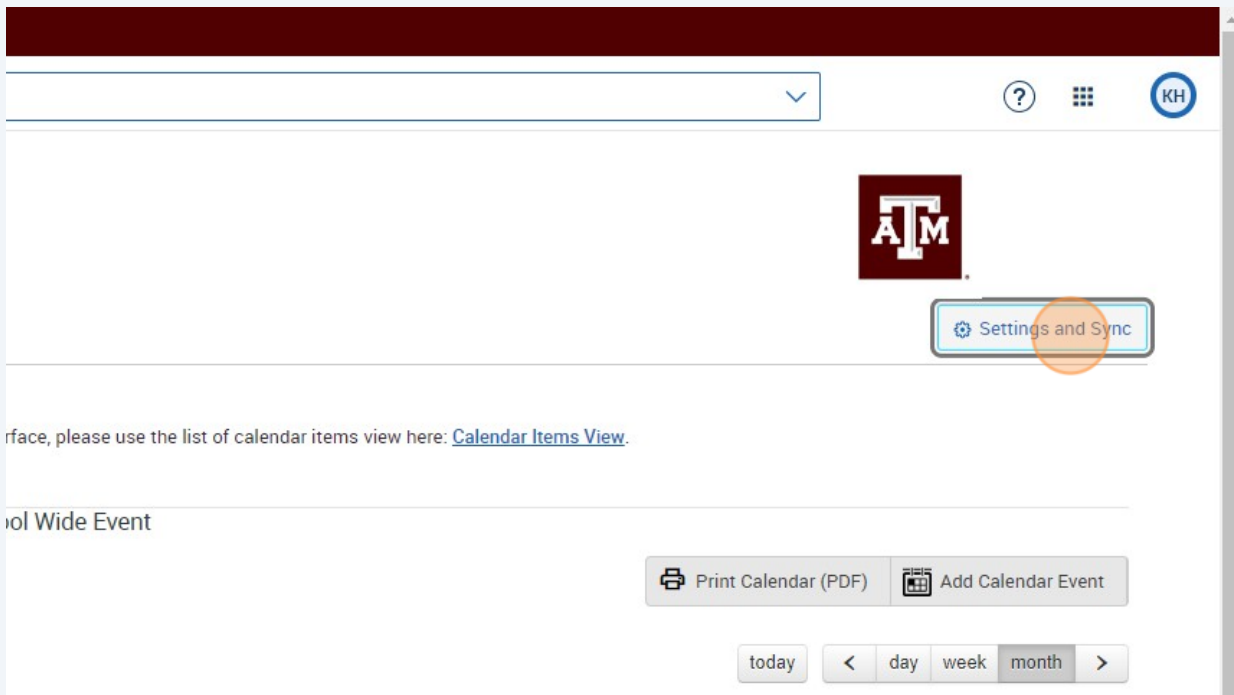 ?
KH
ATM
Settings and Sync
rface, please use the list of calendar items view here: Calendar Items View.
ool Wide Event
Print Calendar (PDF)
Add Calendar Event
today < day week month >